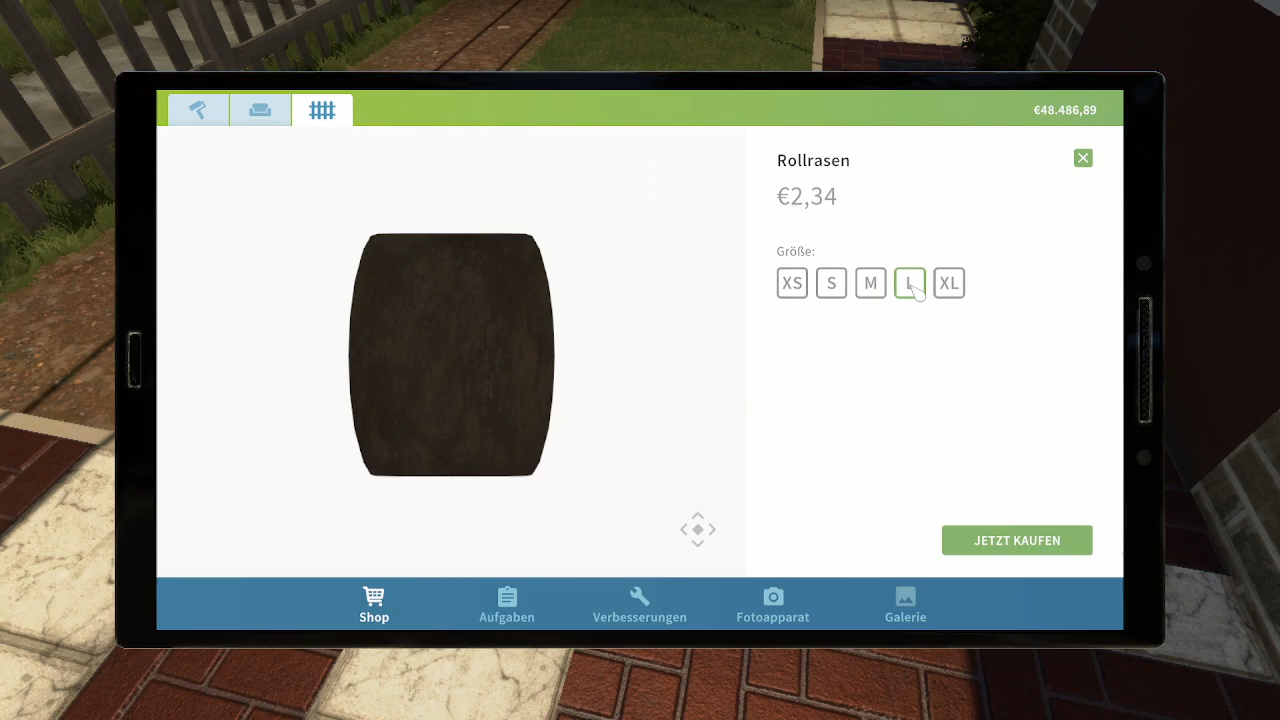 €48.486,89
Rollrasen
€2,34
Größe:
XS S M L XL
JETZT KAUFEN
Shop Aufgaben Verbesserungen Fotoapparat Galerie